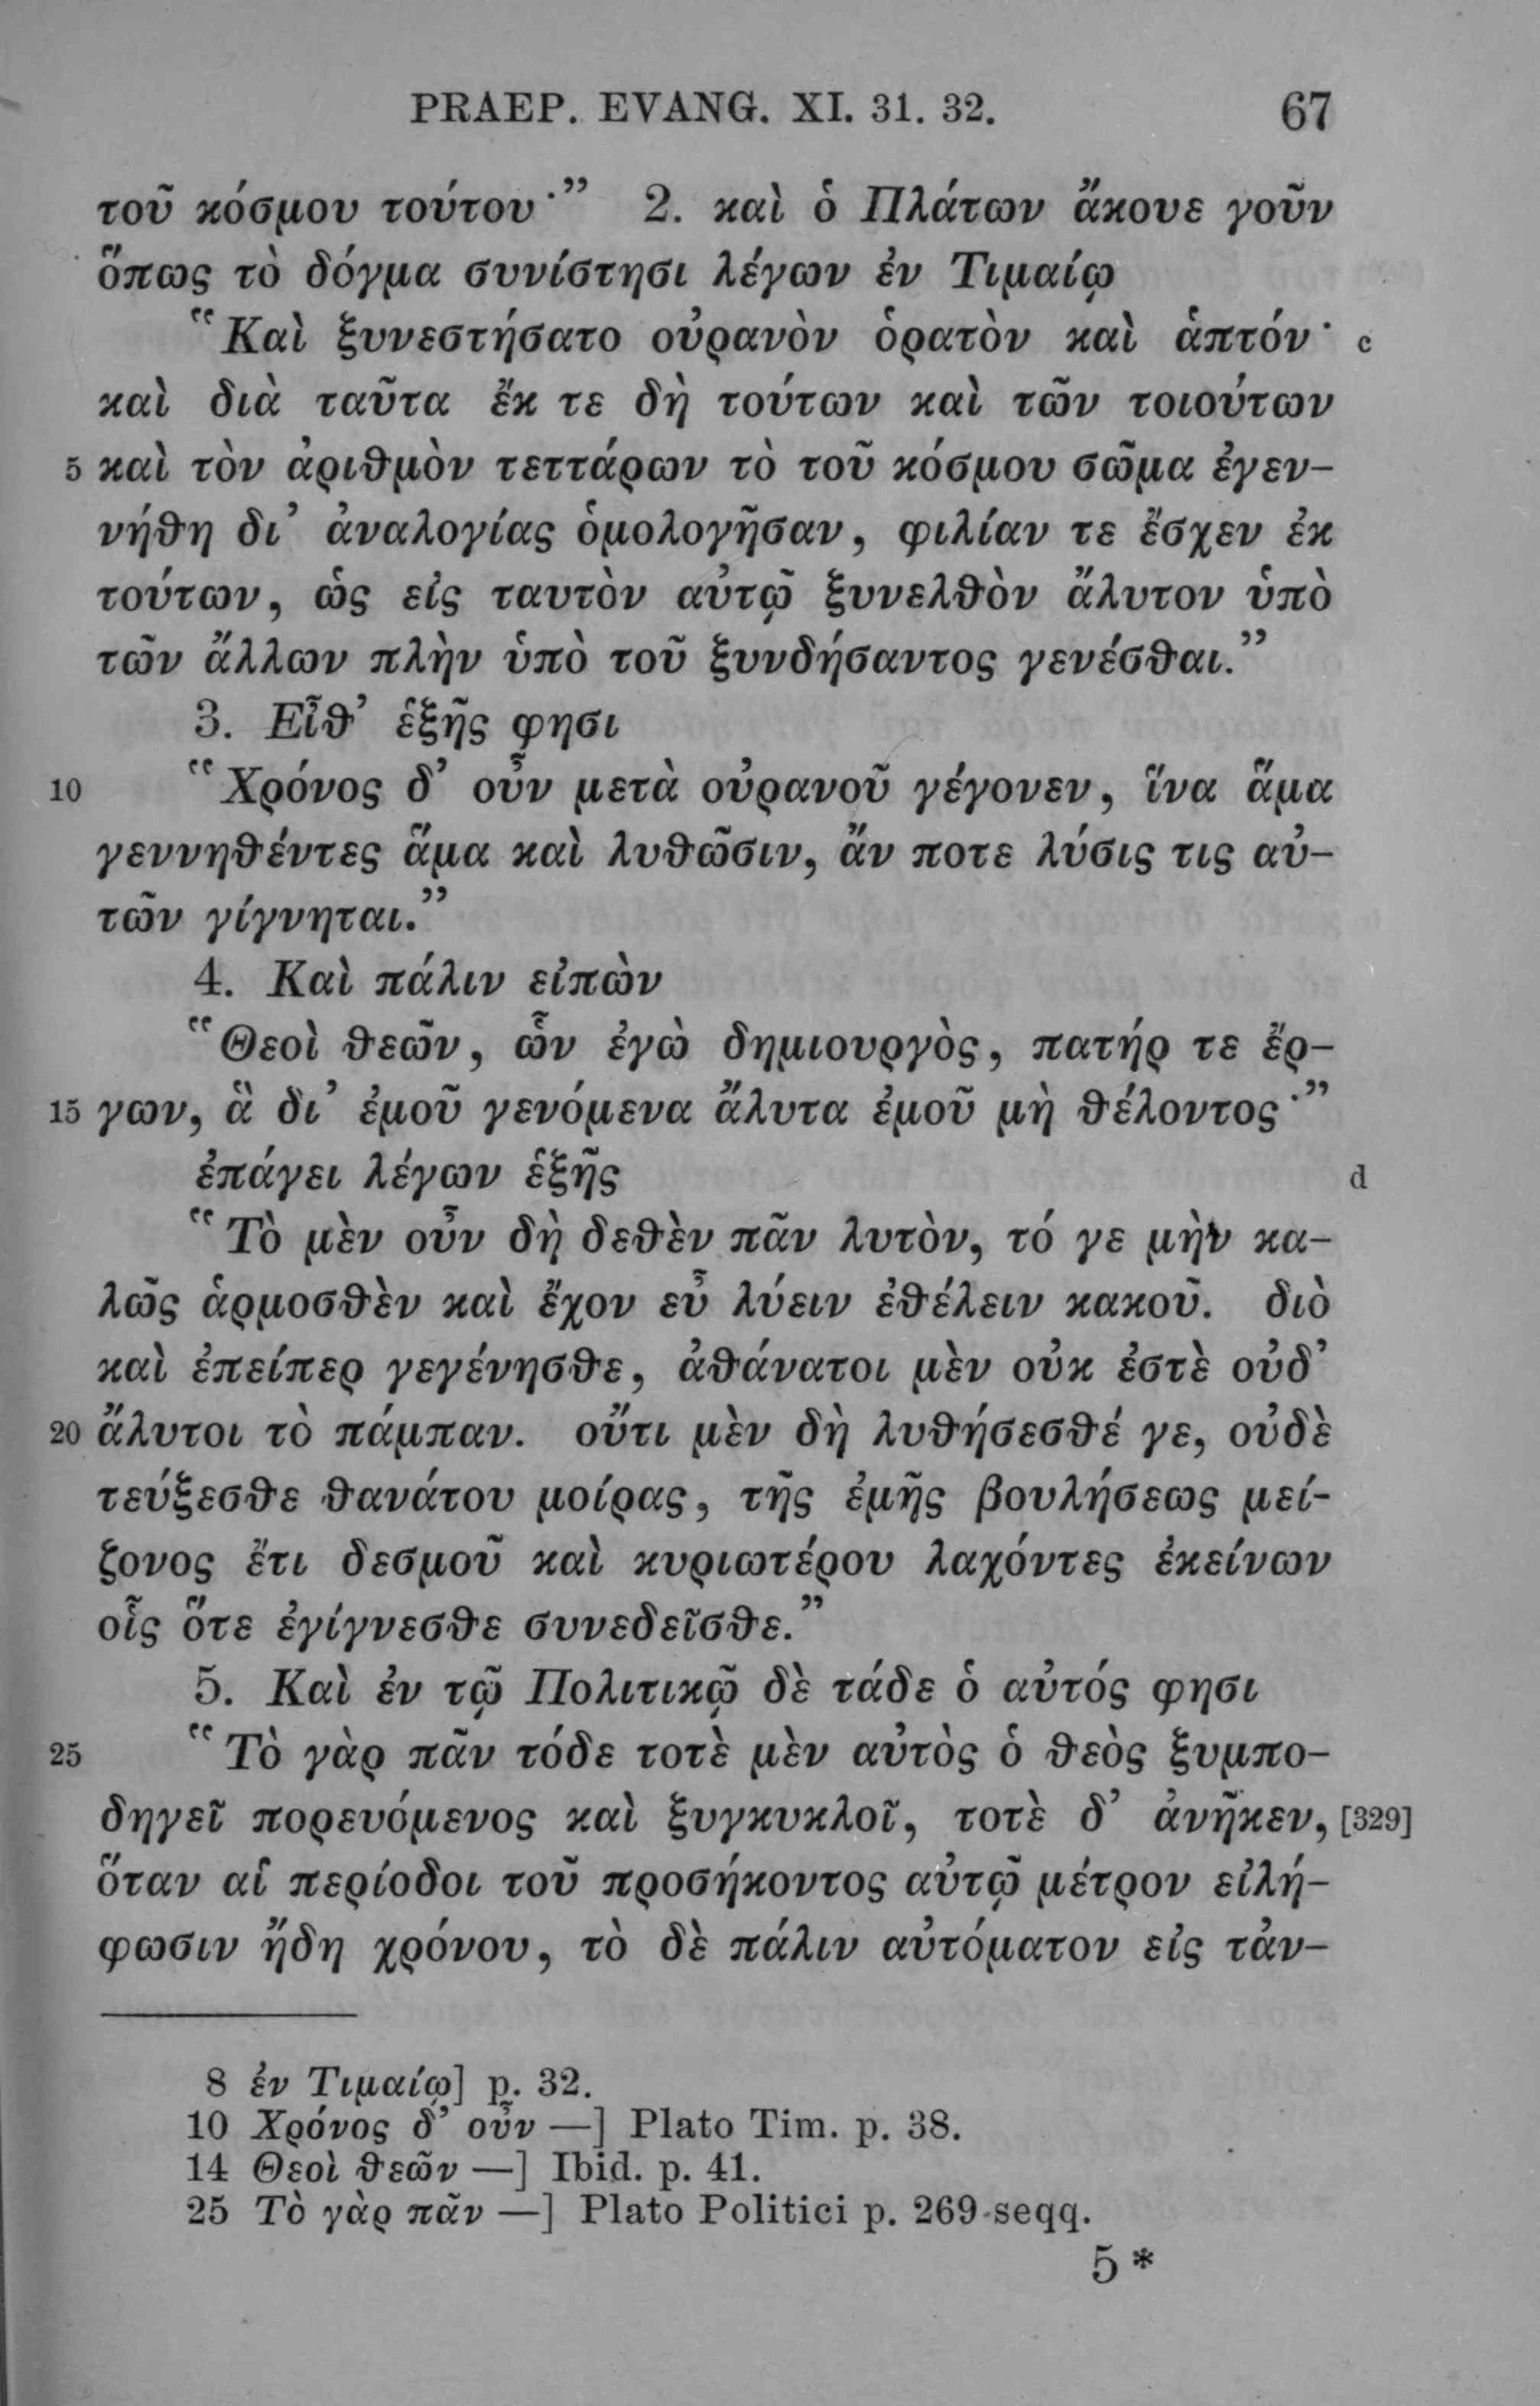 PRAEP. EVANG. XI. 31. 32. 67
τοῦ κόσμου τούτου·” 2. καὶ ὁ Πλάτων ἄκουε γοῦν
ὅπως τὸ δόγμα συνίστησι λέγων ἐν Τιμαίῳ
“Καὶ ξυνεστήσατο οὐρανὸν ὁρατὸν καὶ ἁπτόν· c
καὶ διὰ ταῦτα ἔκ τε δὴ τούτων καὶ τῶν τοιούτων
5 καὶ τὸν ἀριθμὸν τεττάρων τὸ τοῦ κόσμου σῶμα ἐγεν-
νήθη δι’ ἀναλογίας ὁμολογῆσαν, φιλίαν τε ἔσχεν ἐκ
τούτων, ὡς εἰς ταυτὸν αὑτῷ ξυνελθὸν ἄλυτον ὑπὸ
τῶν ἄλλων πλὴν ὑπὸ τοῦ ξυνδήσαντος γενέσθαι.”
3. Εἶθ’ ἑξῆς φησι
10 “Χρόνος δ’ οὖν μετὰ οὐρανοῦ γέγονεν, ἵνα ἅμα
γεννηθέντες ἅμα καὶ λυθῶσιν, ἄν ποτε λύσις τις αὐ-
τῶν γίγνηται.”
4. Καὶ πάλιν εἰπὼν
“Θεοὶ θεῶν, ὧν ἐγὼ δημιουργὸς, πατήρ τε ἔρ-
15 γων, ἃ δι’ ἐμοῦ γενόμενα ἄλυτα ἐμοῦ μὴ θέλοντος·”
ἐπάγει λέγων ἑξῆς d
“Τὸ μὲν οὖν δὴ δεθὲν πᾶν λυτὸν, τό γε μὴν κα-
λῶς ἁρμοσθὲν καὶ ἔχον εὖ λύειν ἐθέλειν κακοῦ. διὸ
καὶ ἐπείπερ γεγένησθε, ἀθάνατοι μὲν οὐκ ἐστὲ οὐδ’
20 ἄλυτοι τὸ πάμπαν. οὔτι μὲν δὴ λυθήσεσθέ γε, οὐδὲ
τεύξεσθε θανάτου μοίρας, τῆς ἐμῆς βουλήσεως μεί-
ζονος ἔτι δεσμοῦ καὶ κυριωτέρου λαχόντες ἐκείνων
οἷς ὅτε ἐγίγνεσθε συνεδεῖσθε.”
5. Καὶ ἐν τῷ Πολιτικῷ δὲ τάδε ὁ αὐτός φησι
25 “Τὸ γὰρ πᾶν τόδε τοτὲ μὲν αὐτὸς ὁ θεὸς ξυμπο-
δηγεῖ πορευόμενος καὶ ξυγκυκλοῖ, τοτὲ δ’ ἀνῆκεν, [329]
ὅταν αἱ περίοδοι τοῦ προσήκοντος αὐτῷ μέτρον εἰλή-
φωσιν ἤδη χρόνου, τὸ δὲ πάλιν αὐτόματον εἰς τἀν-
8 ἐν Τιμαίῳ] p. 32.
10 Χρόνος δ’ οὖν —] Plato Tim. p. 38.
14 Θεοὶ θεῶν —] Ibid. p. 41.
25 Τὸ γὰρ πᾶν —] Plato Politici p. 269 seqq.
5*